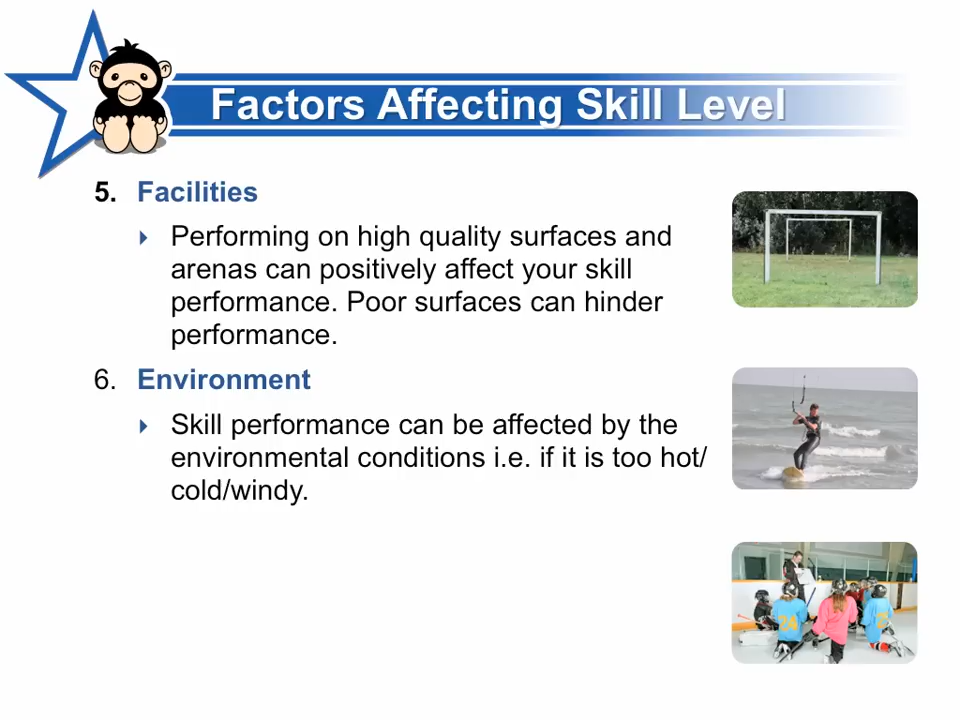 Factors Affecting Skill Level
5. Facilities
Performing on high quality surfaces and
arenas can positively affect your skill
performance. Poor surfaces can hinder
performance.
6. Environment
Skill performance can be affected by the
environmental conditions i.e. if it is too hot/
cold/windy.
24